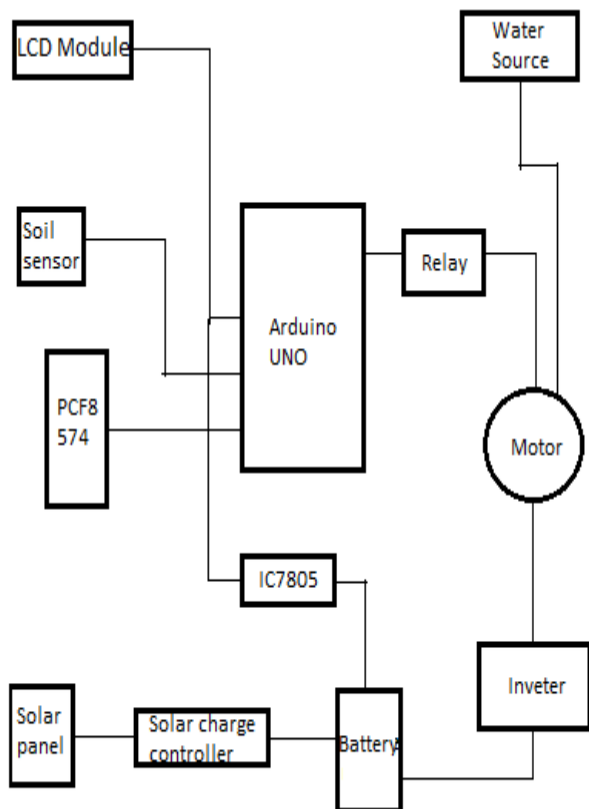 LCD Module
Water
Source
Soil
sensor
Relay
Arduino
UNO
PCF8
574
Motor
IC7805
Inveter
Solar
panel
Solar charge
controller
Battery